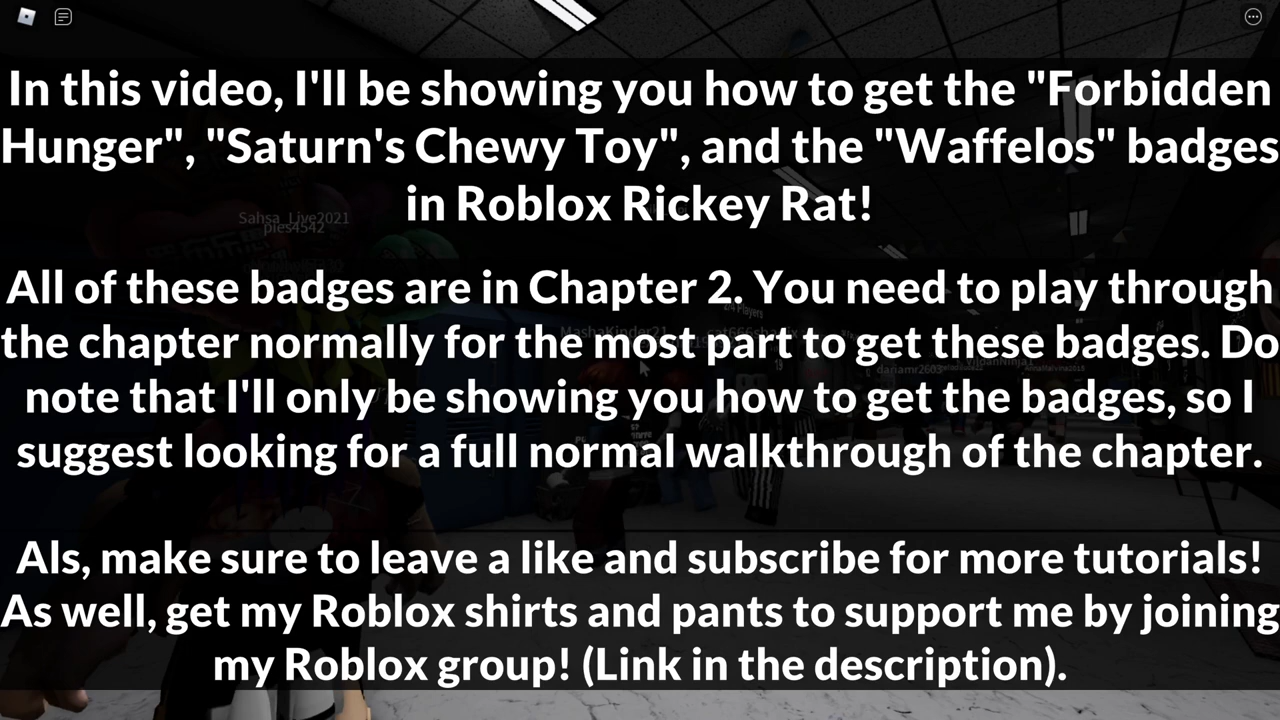 In this video, I'll be showing you how to get the "Forbidden
Hunger", "Saturn's Chewy Toy", and the "Waffelos" badges
in Roblox Rickey Rat!
Sahsa_Live2021
pies4542
All of these badges are in Chapter 2. You need to play through
the chapter normally for the most part to get these badges. Do
note that I'll only be showing you how to get the badges, so I
suggest looking for a full normal walkthrough of the chapter.
Als, make sure to leave a like and subscribe for more tutorials!
As well, get my Roblox shirts and pants to support me by joining
my Roblox group! (Link in the description).